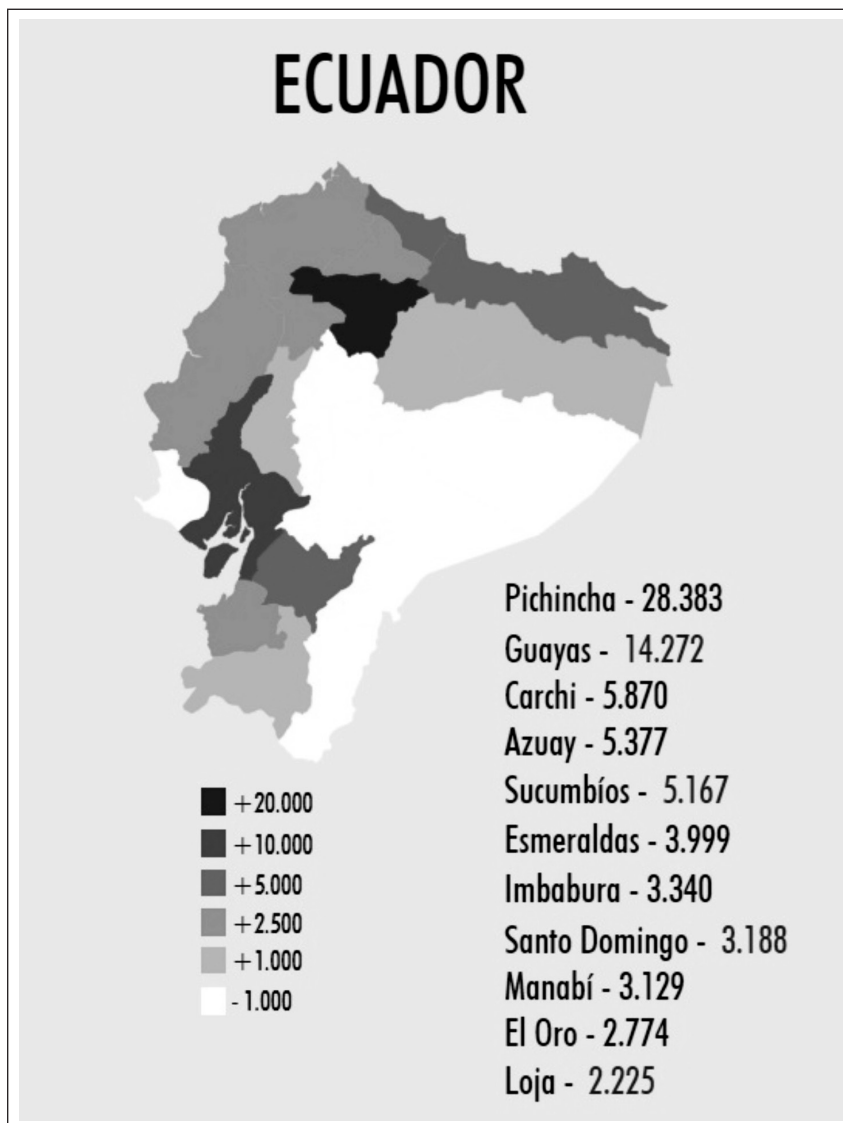 ECUADOR
Pichincha - 28.383
Guayas - 14.272
Carchi - 5.870
Azuay - 5.377
Sucumbíos - 5.167
Esmeraldas - 3.999
Imbabura - 3.340
Santo Domingo - 3.188
Manabí - 3.129
El Oro - 2.774
Loja - 2.225
+20.000
+10.000
+5.000
+2.500
+1.000
- 1.000